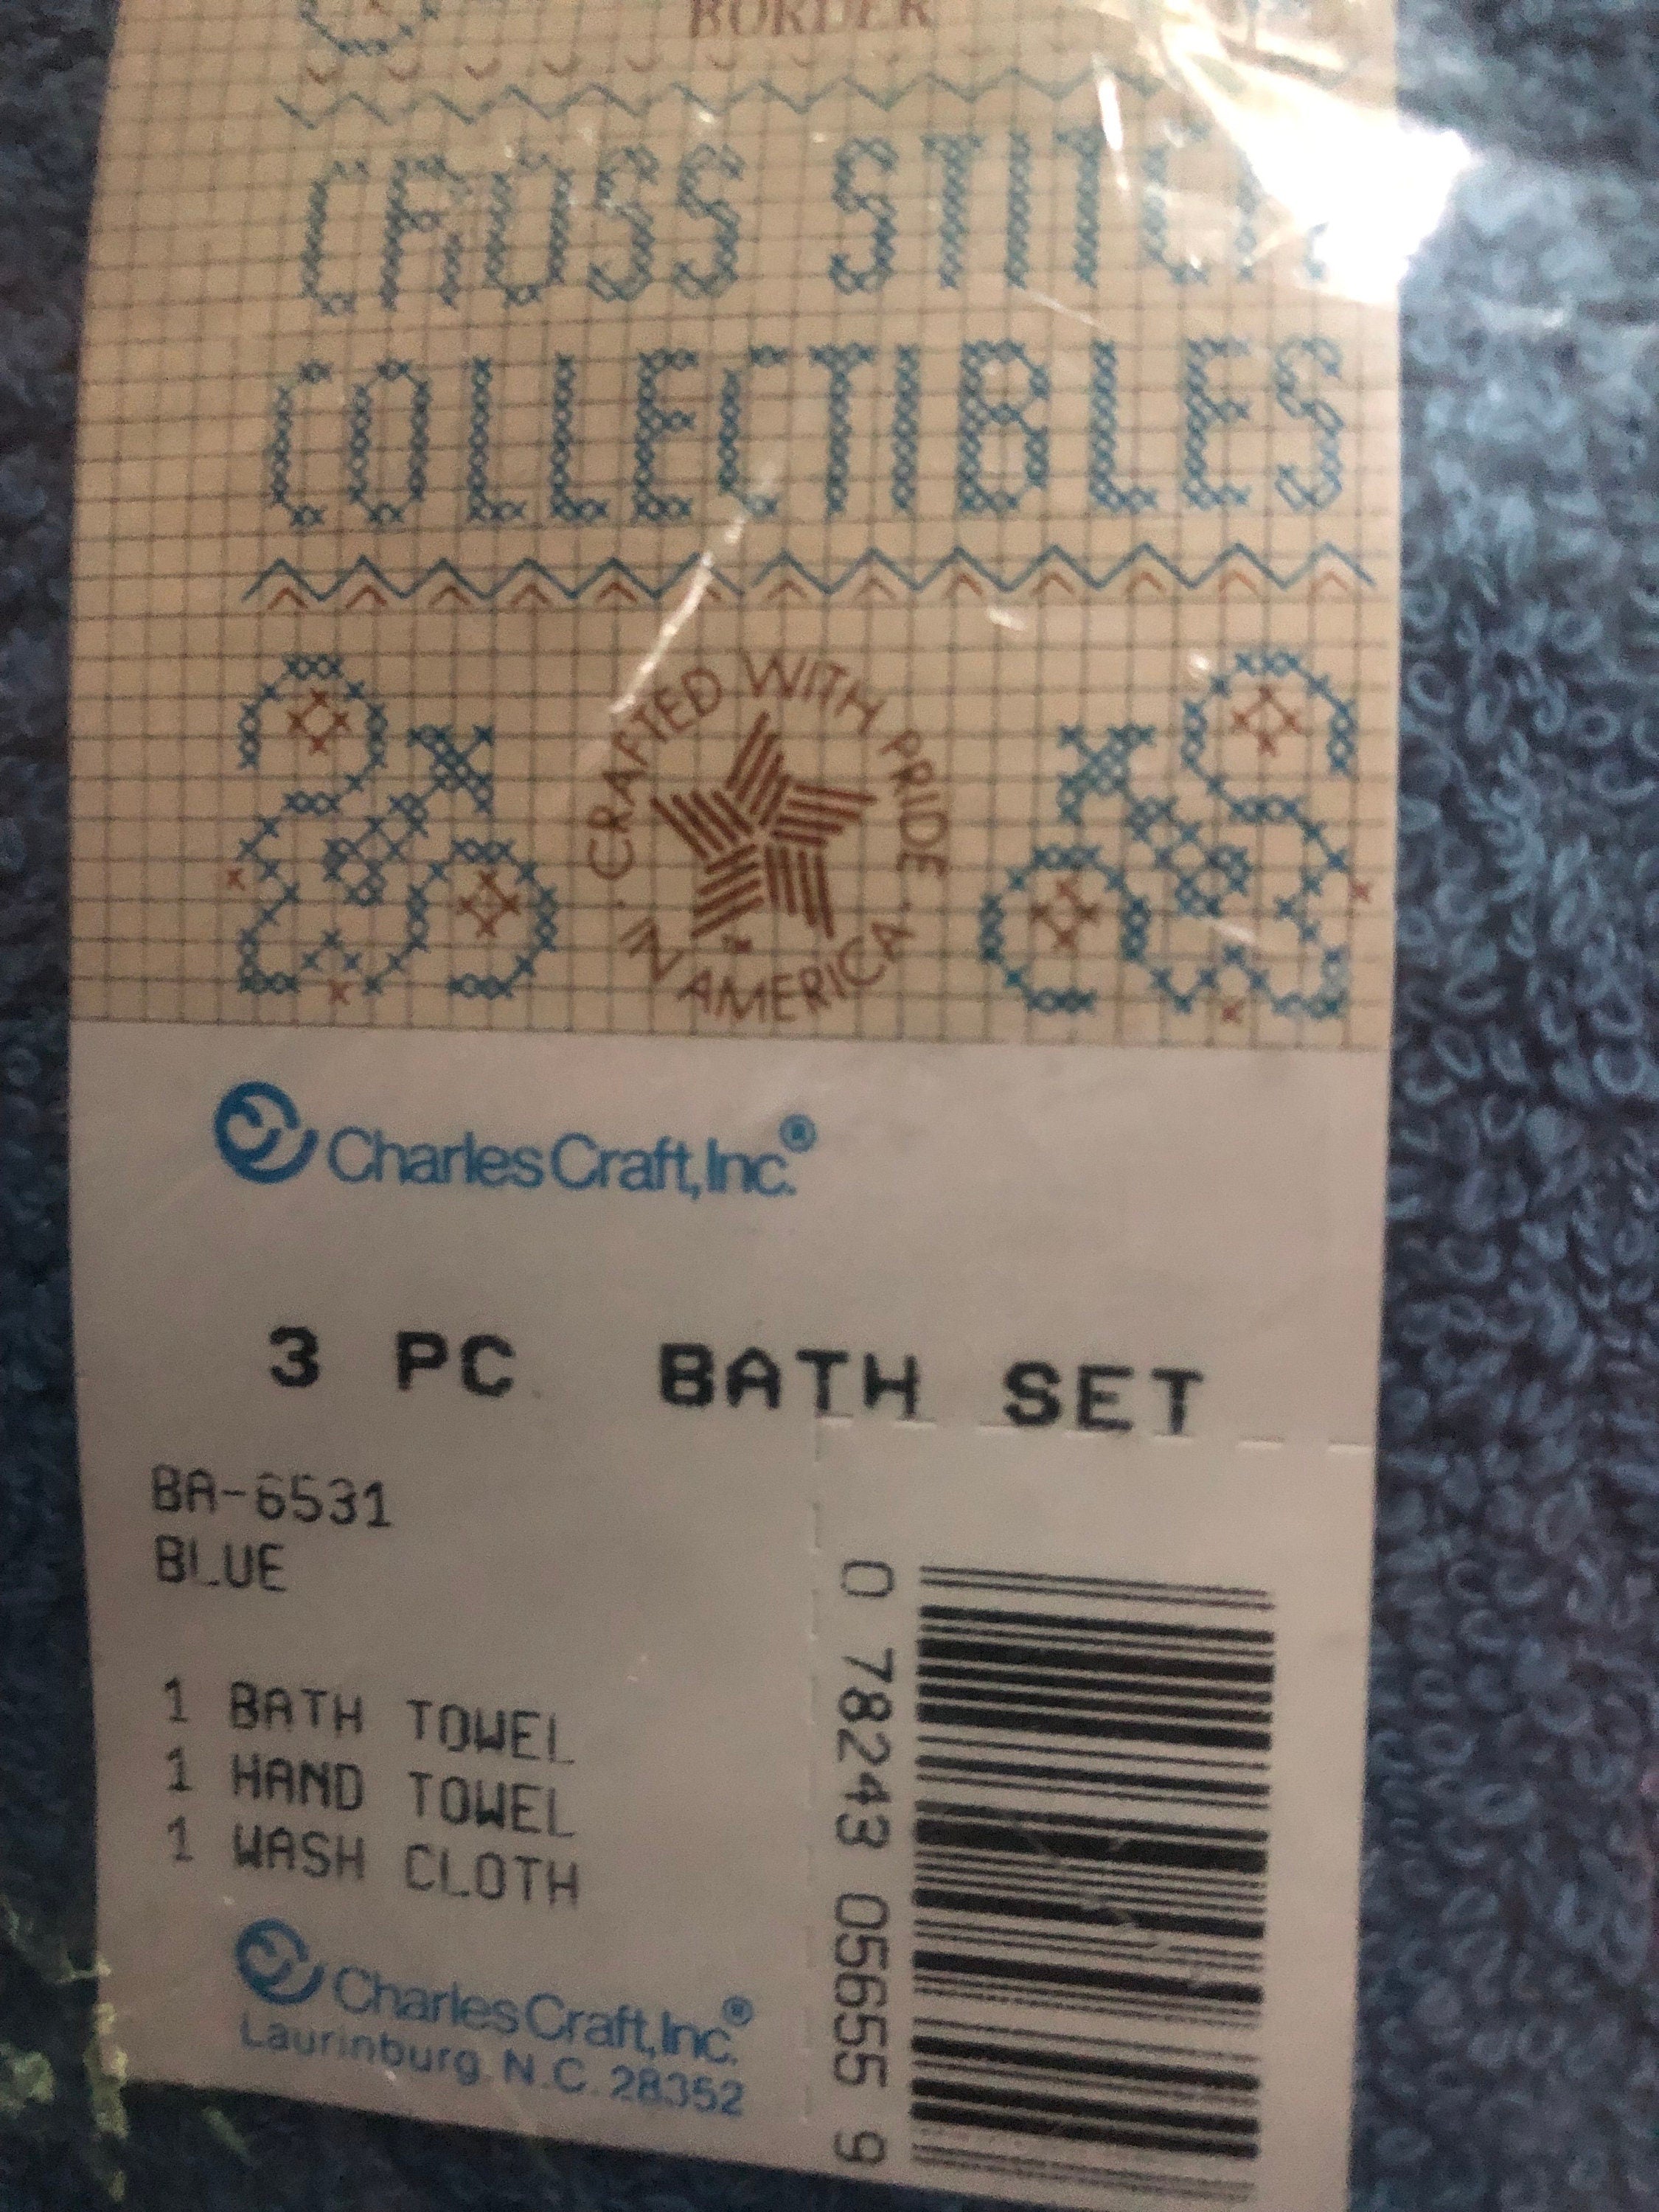 BORDER
CROSS STITCH
COLLECTIBLES
· CRAFTED WITH PRIDE ·
IN AMERICA
TM
Charles Craft, Inc.®
3 PC BATH SET
BA-6531
BLUE
1 BATH TOWEL
1 HAND TOWEL
1 WASH CLOTH
Charles Craft, Inc.®
Laurinburg, N.C. 28352
0 78243 05655 9